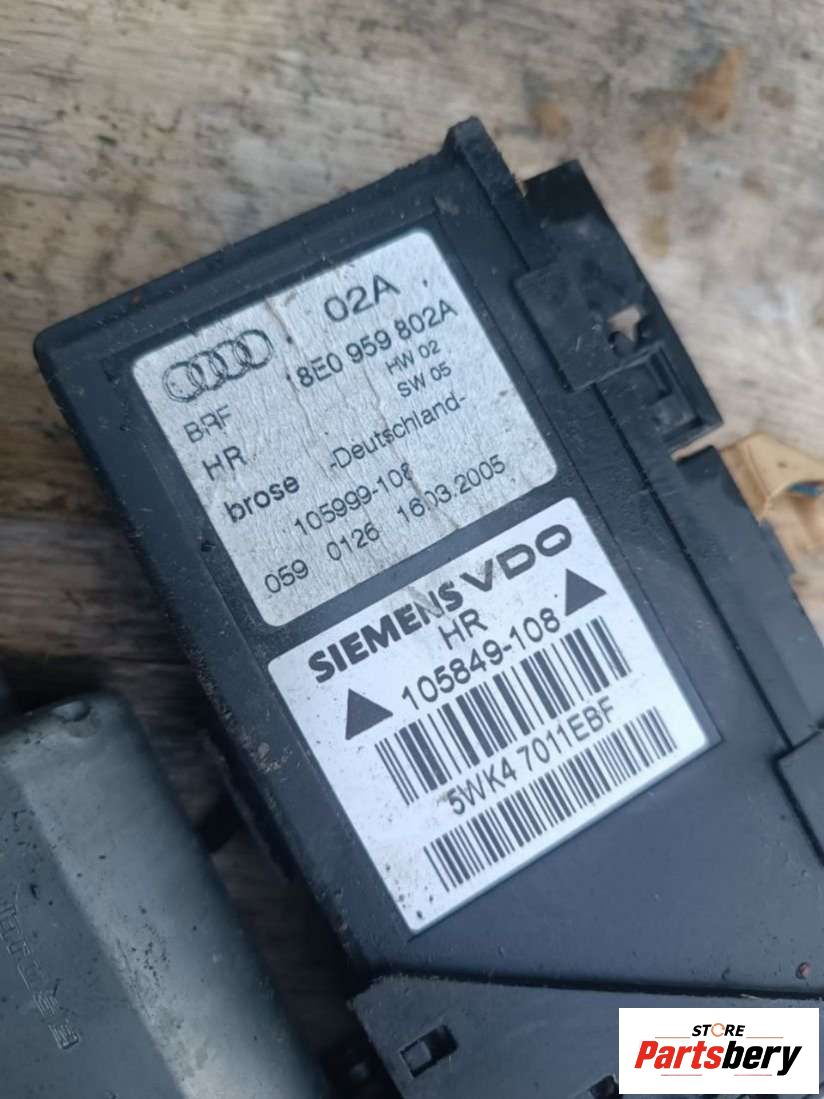 02A
8E0 959 802A
HW 02
BRF
SW 05
HR
brose -Deutschland-
105999-108
059 0126 16.03.2005
SIEMENS VDO
HR
105849-108
5WK4 7011EBF
STORE
Partsbery